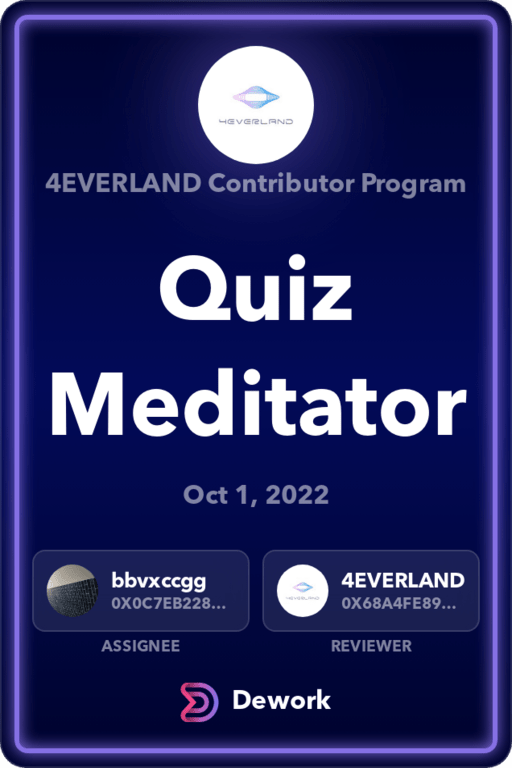 4EVERLAND
4EVERLAND Contributor Program
Quiz
Meditator
Oct 1, 2022
bbvxccgg
0X0C7EB228...
ASSIGNEE
4EVERLAND
4EVERLAND
0X68A4FE89...
REVIEWER
Dework